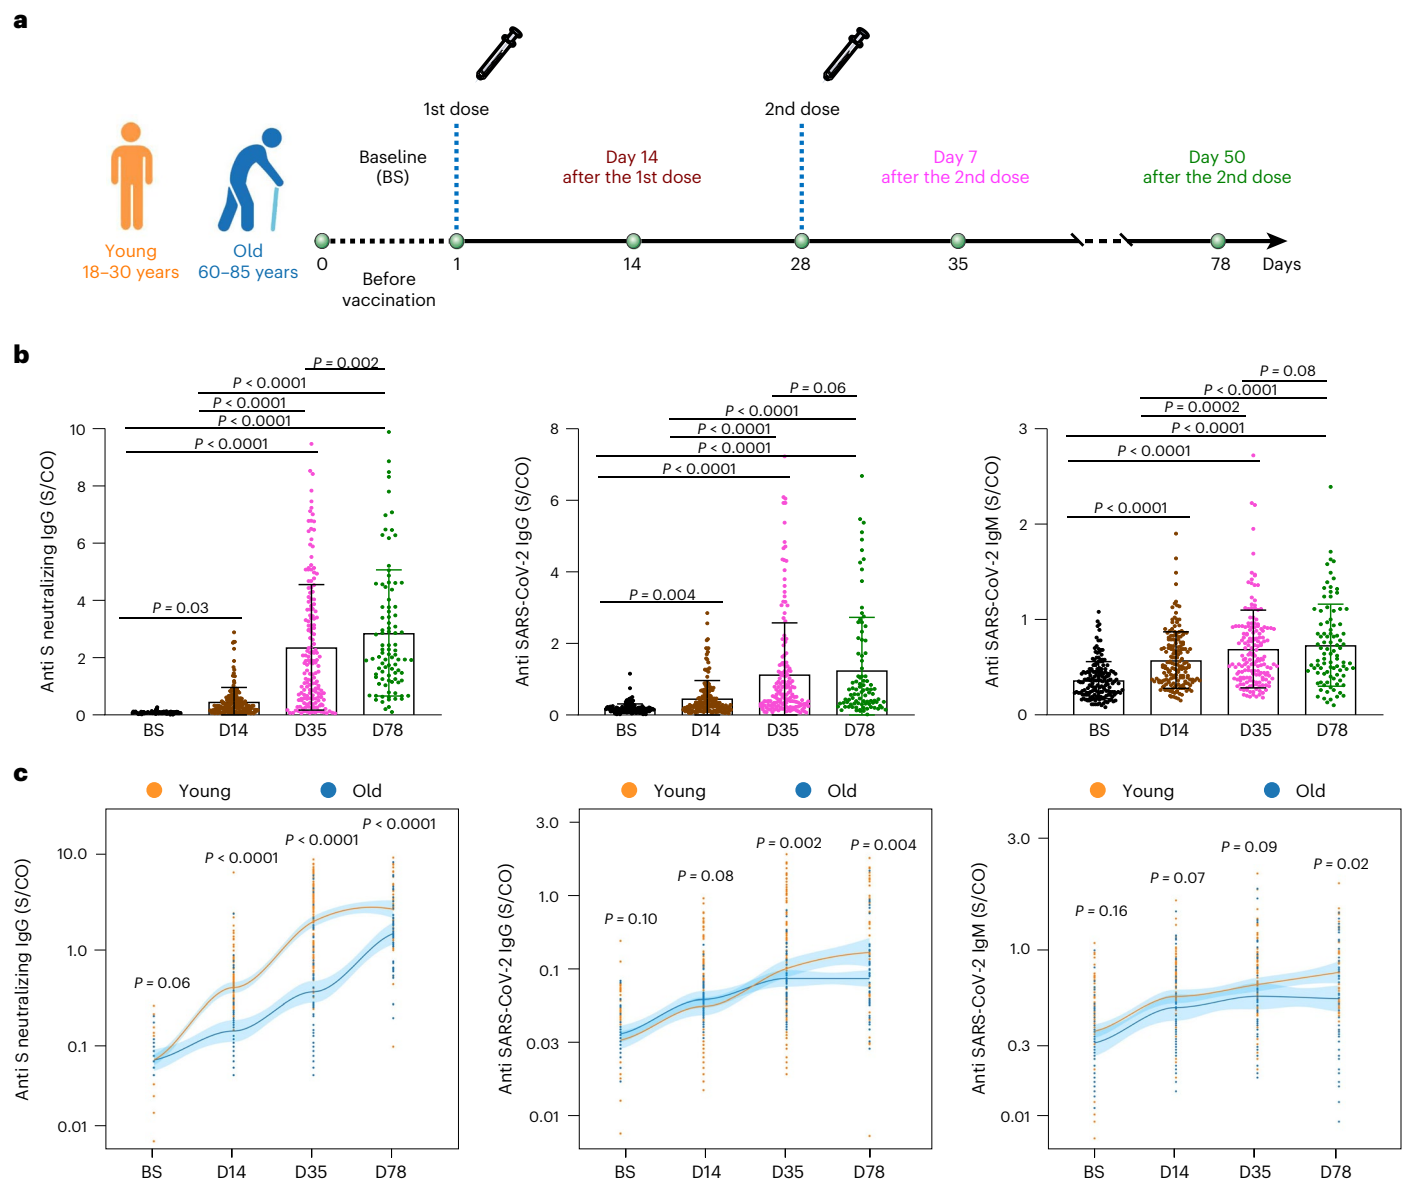 a
1st dose
2nd dose
Baseline
(BS)
Day 14
after the 1st dose
Day 7
after the 2nd dose
Day 50
after the 2nd dose
Young
18–30 years
Old
60–85 years
0
1
14
28
35
78
Days
Before
vaccination
b
Anti S neutralizing IgG (S/CO)
10
8
6
4
2
0
P = 0.002
P < 0.0001
P < 0.0001
P < 0.0001
P < 0.0001
P = 0.03
BS
D14
D35
D78
Anti SARS-CoV-2 IgG (S/CO)
8
6
4
2
0
P = 0.06
P < 0.0001
P < 0.0001
P < 0.0001
P < 0.0001
P = 0.004
BS
D14
D35
D78
Anti SARS-CoV-2 IgM (S/CO)
3
2
1
0
P = 0.08
P < 0.0001
P = 0.0002
P < 0.0001
P < 0.0001
P < 0.0001
BS
D14
D35
D78
c
Young
Old
Anti S neutralizing IgG (S/CO)
10.0
1.0
0.1
0.01
P = 0.06
P < 0.0001
P < 0.0001
P < 0.0001
BS
D14
D35
D78
Young
Old
Anti SARS-CoV-2 IgG (S/CO)
3.0
1.0
0.1
0.03
0.01
P = 0.10
P = 0.08
P = 0.002
P = 0.004
BS
D14
D35
D78
Young
Old
Anti SARS-CoV-2 IgM (S/CO)
3.0
1.0
0.3
0.01
P = 0.16
P = 0.07
P = 0.09
P = 0.02
BS
D14
D35
D78